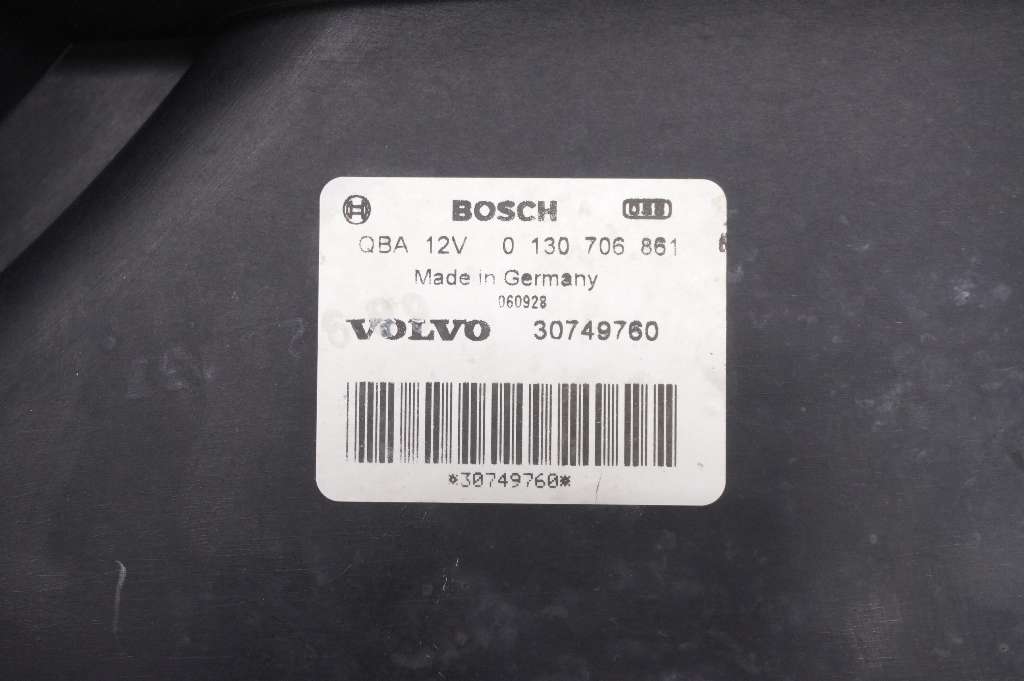 BOSCH
QBA 12V 0 130 706 861
Made in Germany
060928
VOLVO 30749760
*30749760*